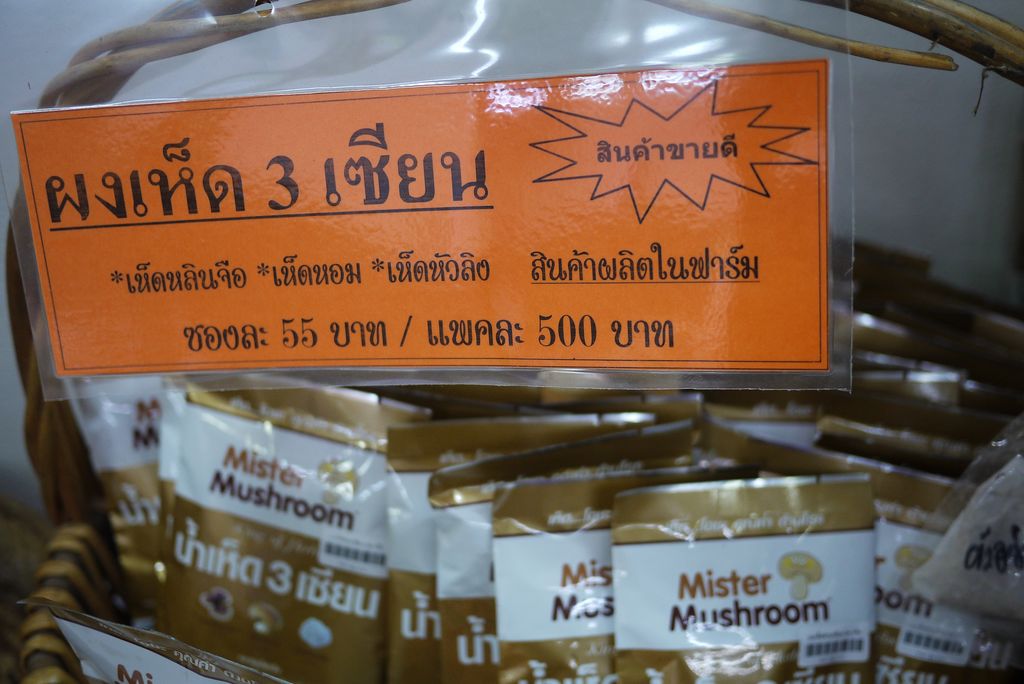 ผงเห็ด 3 เซียน
สินค้าขายดี
*เห็ดหลินจือ *เห็ดหอม *เห็ดหัวลิง สินค้าผลิตในฟาร์ม
ซองละ 55 บาท / แพคละ 500 บาท
Mister
Mushroom
น้ำเห็ด 3 เซียน
Mister
Mushroom